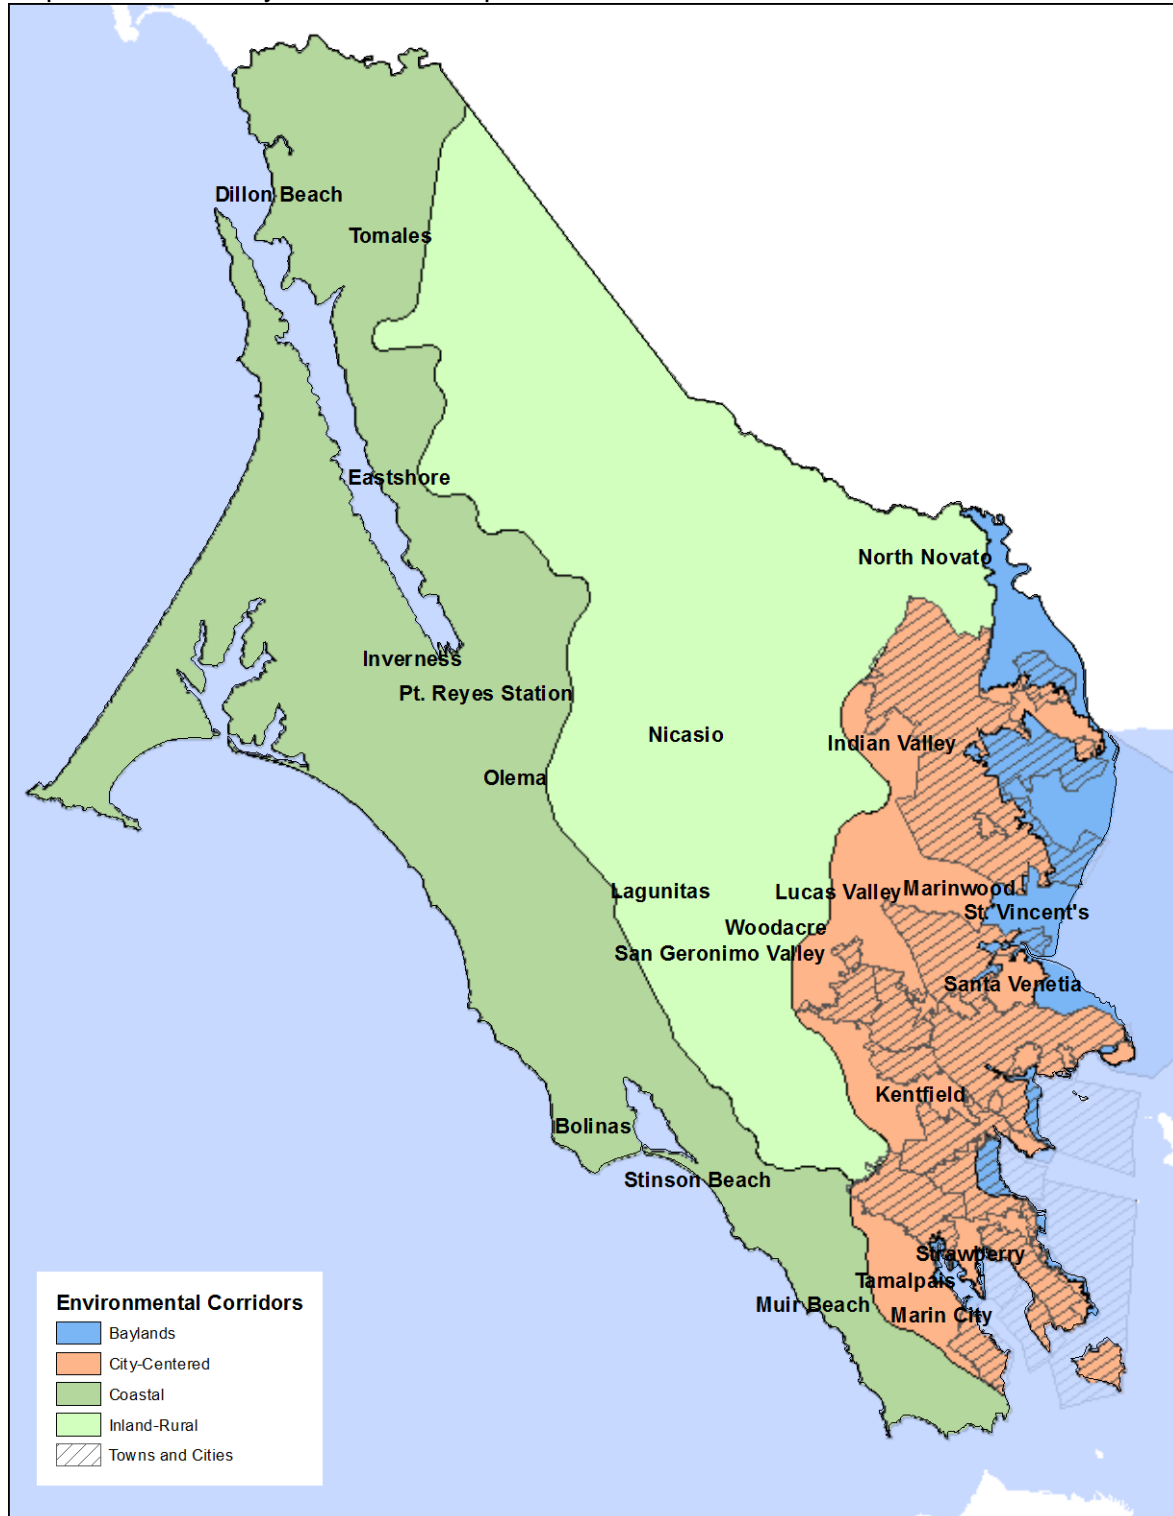 Dillon Beach
Tomales
Eastshore
North Novato
Inverness
Pt. Reyes Station
Nicasio
Indian Valley
Olema
Lagunitas
Lucas Valley
Marinwood
St. Vincent's
Woodacre
San Geronimo Valley
Santa Venetia
Kentfield
Bolinas
Stinson Beach
Strawberry
Tamalpais
Muir Beach
Marin City
Environmental Corridors
Baylands
City-Centered
Coastal
Inland-Rural
Towns and Cities